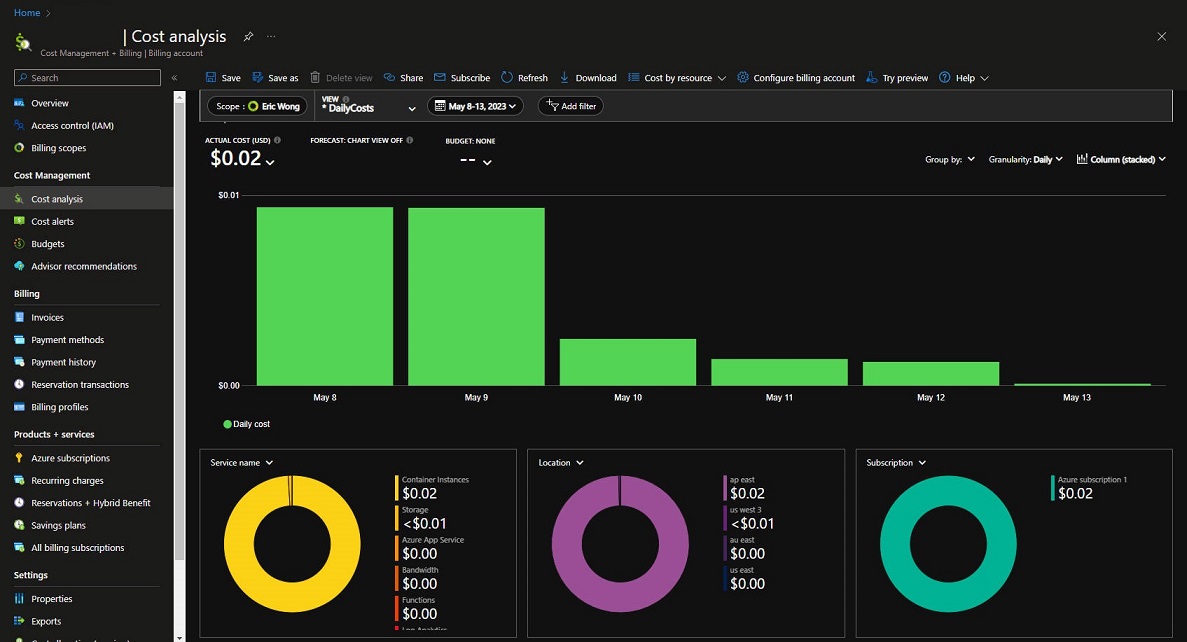 Home >
| Cost analysis ...
Cost Management + Billing | Billing account
Search
«
Save
Save as
Delete view
Share
Subscribe
Refresh
Download
Cost by resource
Configure billing account
Try preview
Help
Overview
Access control (IAM)
Billing scopes
Cost Management
Cost analysis
Cost alerts
Budgets
Advisor recommendations
Billing
Invoices
Payment methods
Payment history
Reservation transactions
Billing profiles
Products + services
Azure subscriptions
Recurring charges
Reservations + Hybrid Benefit
Savings plans
All billing subscriptions
Settings
Properties
Exports
Scope : Eric Wong
VIEW
* DailyCosts
May 8-13, 2023
Add filter
ACTUAL COST (USD)
$0.02
FORECAST: CHART VIEW OFF
BUDGET: NONE
--
Group by:
Granularity: Daily
Column (stacked)
$0.01
$0.00
May 8
May 9
May 10
May 11
May 12
May 13
Daily cost
Service name
Container Instances
$0.02
Storage
<$0.01
Azure App Service
$0.00
Bandwidth
$0.00
Functions
$0.00
Log Analytics
Location
ap east
$0.02
us west 3
<$0.01
au east
$0.00
us east
$0.00
Subscription
Azure subscription 1
$0.02